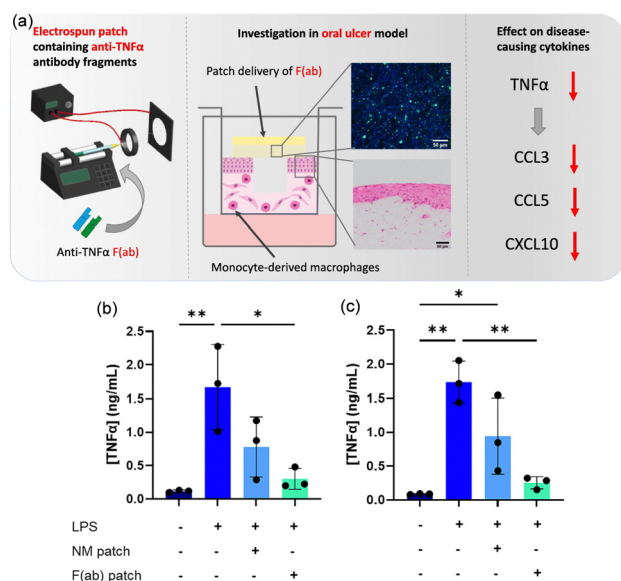 (a)
Electrospun patch
containing anti-TNFα
antibody fragments
Anti-TNFα F(ab)
Investigation in oral ulcer model
Patch delivery of F(ab)
50 µm
50 µm
Monocyte-derived macrophages
Effect on disease-
causing cytokines
TNFα
CCL3
CCL5
CXCL10
(b)
** *
[TNFα] (ng/mL)
2.5
2.0
1.5
1.0
0.5
0.0
LPS - + + +
NM patch - - + -
F(ab) patch - - - +
(c)
*
** **
[TNFα] (ng/mL)
2.5
2.0
1.5
1.0
0.5
0.0
- + + +
- - + -
- - - +